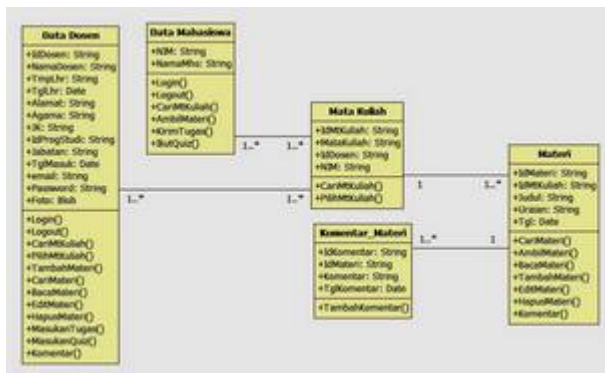 Data Dosen
+IdDosen: String
+NamaDosen: String
+TmpLhr: String
+TglLhr: Date
+Alamat: String
+Agama: String
+JK: String
+IdProgStudi: String
+Jabatan: String
+TglMasuk: Date
+email: String
+Password: String
+Foto: Blob
+Login()
+Logout()
+CariMtKuliah()
+PilihMtKuliah()
+TambahMateri()
+CariMateri()
+BacaMateri()
+EditMateri()
+HapusMateri()
+MasukanTugas()
+MasukanQuiz()
+Komentar()
Data Mahasiswa
+NIM: String
+NamaMhs: String
+Login()
+Logout()
+CariMtKuliah()
+AmbilMateri()
+KirimTugas()
+IkutQuiz()
1..*
1..*
1..*
1..*
Mata Kuliah
+IdMtKuliah: String
+MataKuliah: String
+IdDosen: String
+NIM: String
+CariMtKuliah()
+PilihMtKuliah()
1
1..*
Komentar_Materi
+IdKomentar: String
+IdMateri: String
+Komentar: String
+TglKomentar: Date
+TambahKomentar()
1..*
1
Materi
+IdMateri: String
+IdMtKuliah: String
+Judul: String
+Uraian: String
+Tgl: Date
+CariMateri()
+AmbilMateri()
+BacaMateri()
+TambahMateri()
+EditMateri()
+HapusMateri()
+Komentar()